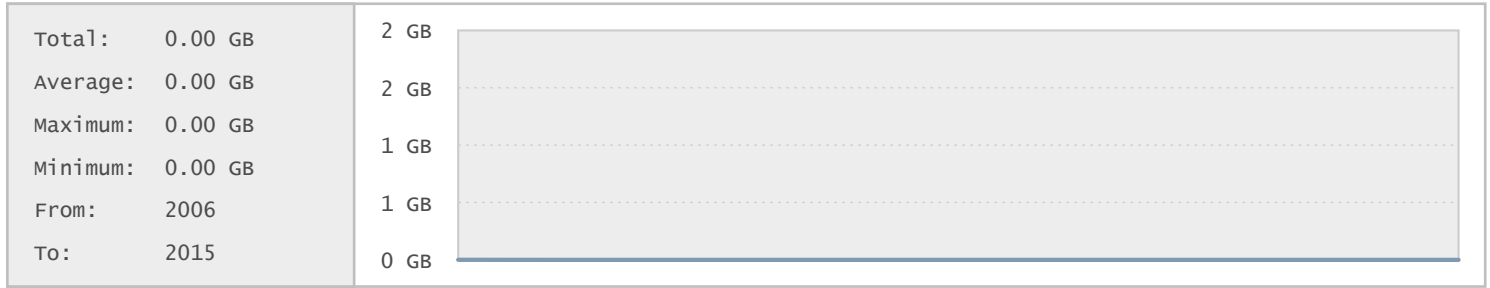 Total: 0.00 GB
Average: 0.00 GB
Maximum: 0.00 GB
Minimum: 0.00 GB
From: 2006
To: 2015
2 GB
2 GB
1 GB
1 GB
0 GB